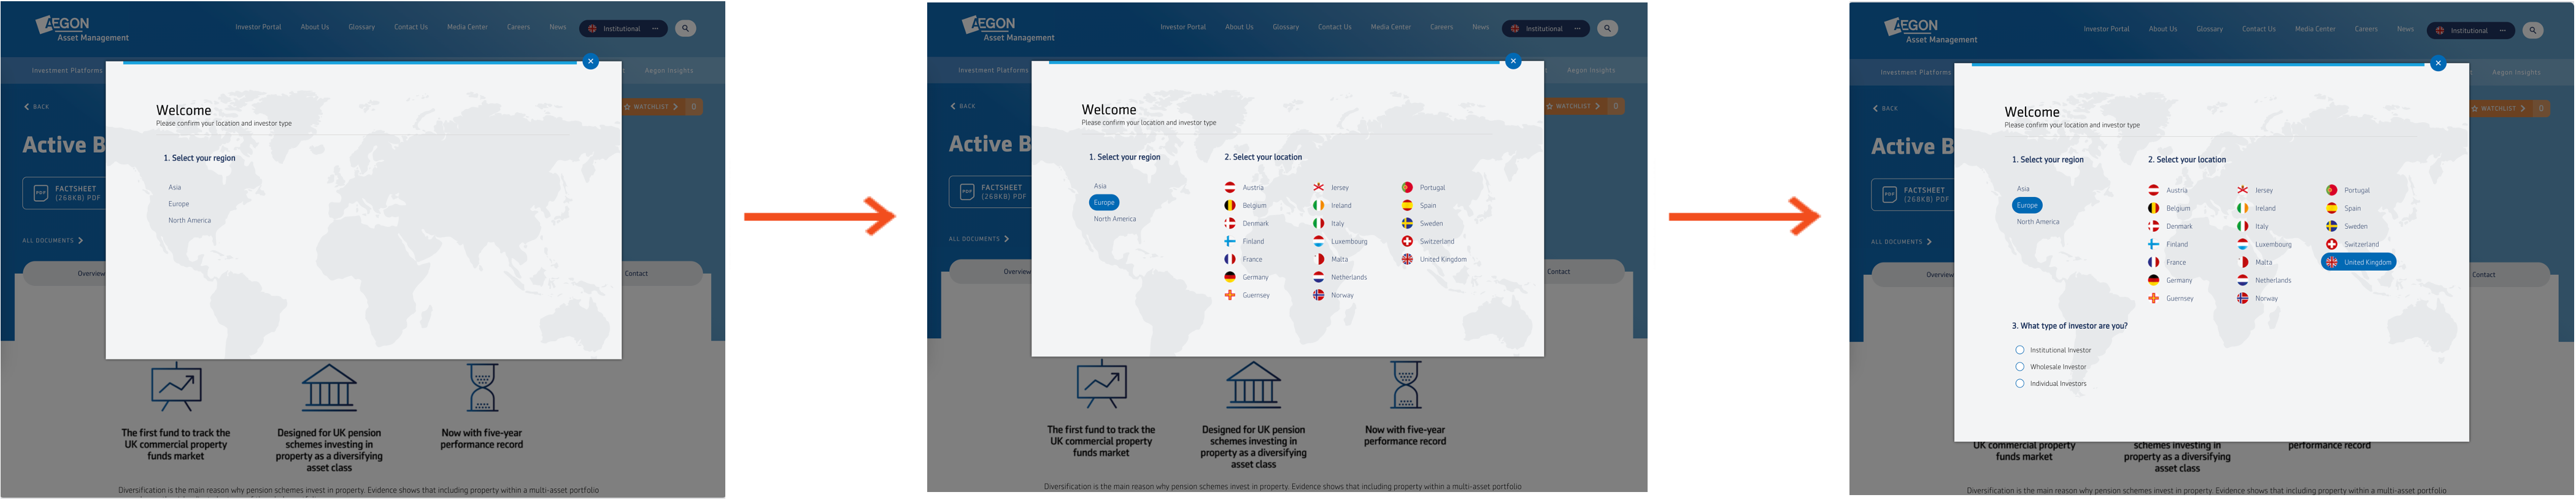 AEGON
Asset Management
Investor Portal About Us Glossary Contact Us Media Center Careers News Institutional ...
Investment Platforms Aegon Insights
BACK
WATCHLIST 0
Active B
PDF FACTSHEET
(268KB) PDF
ALL DOCUMENTS
Overview
Contact
Welcome
Please confirm your location and investor type
1. Select your region
Asia
Europe
North America
The first fund to track the
UK commercial property
funds market
Designed for UK pension
schemes investing in
property as a diversifying
asset class
Now with five-year
performance record
Diversification is the main reason why pension schemes invest in property. Evidence shows that including property within a multi-asset portfolio
AEGON
Asset Management
Investor Portal About Us Glossary Contact Us Media Center Careers News Institutional ...
Investment Platforms Aegon Insights
BACK
WATCHLIST 0
Active B
PDF FACTSHEET
(268KB) PDF
ALL DOCUMENTS
Overview
Contact
Welcome
Please confirm your location and investor type
1. Select your region
Asia
Europe
North America
2. Select your location
Austria
Belgium
Denmark
Finland
France
Germany
Guernsey
Jersey
Ireland
Italy
Luxembourg
Malta
Netherlands
Norway
Portugal
Spain
Sweden
Switzerland
United Kingdom
The first fund to track the
UK commercial property
funds market
Designed for UK pension
schemes investing in
property as a diversifying
asset class
Now with five-year
performance record
Diversification is the main reason why pension schemes invest in property. Evidence shows that including property within a multi-asset portfolio
AEGON
Asset Management
Investor Portal About Us Glossary Contact Us Media Center Careers News Institutional ...
Investment Platforms Aegon Insights
BACK
WATCHLIST 0
Active B
PDF FACTSHEET
(268KB) PDF
ALL DOCUMENTS
Overview
Contact
Welcome
Please confirm your location and investor type
1. Select your region
Asia
Europe
North America
2. Select your location
Austria
Belgium
Denmark
Finland
France
Germany
Guernsey
Jersey
Ireland
Italy
Luxembourg
Malta
Netherlands
Norway
Portugal
Spain
Sweden
Switzerland
United Kingdom
3. What type of investor are you?
Institutional Investor
Wholesale Investor
Individual Investors
UK commercial property
funds market
schemes investing in
property as a diversifying
asset class
performance record
Diversification is the main reason why pension schemes invest in property. Evidence shows that including property within a multi-asset portfolio